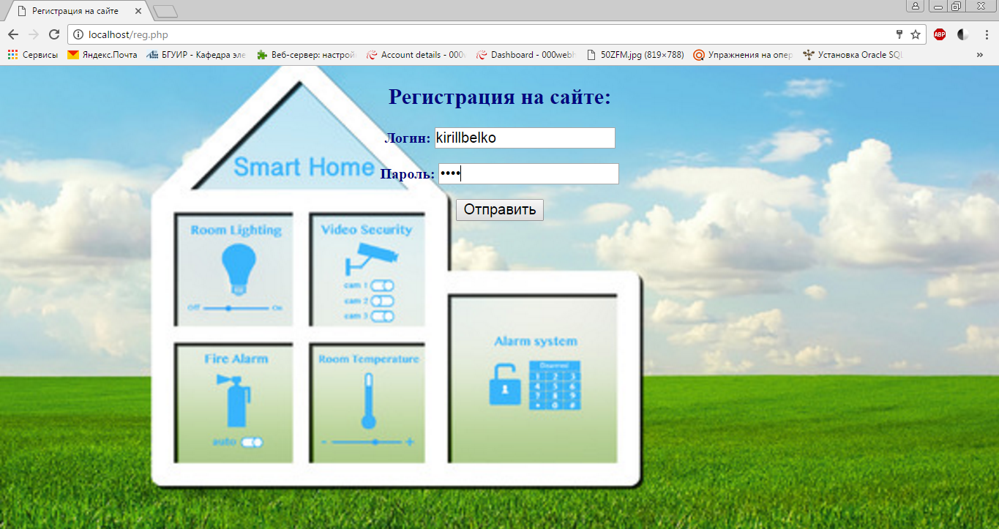 Регистрация на сайте
localhost/reg.php
ABP
Сервисы Яндекс.Почта БГУИР - Кафедра эле Веб-сервер: настрой Account details - 000w Dashboard - 000webh 50ZFM.jpg (819×788) Упражнения на опер Установка Oracle SQL
Регистрация на сайте:
Логин: kirillbelko
Smart Home
Пароль: ••••
Отправить
Room Lighting Video Security
cam 1
Off On cam 2
cam 3
Alarm system
Fire Alarm Room Temperature
Disarmed
1 2 3
4 5 6
7 8 9
* 0 #
auto - +